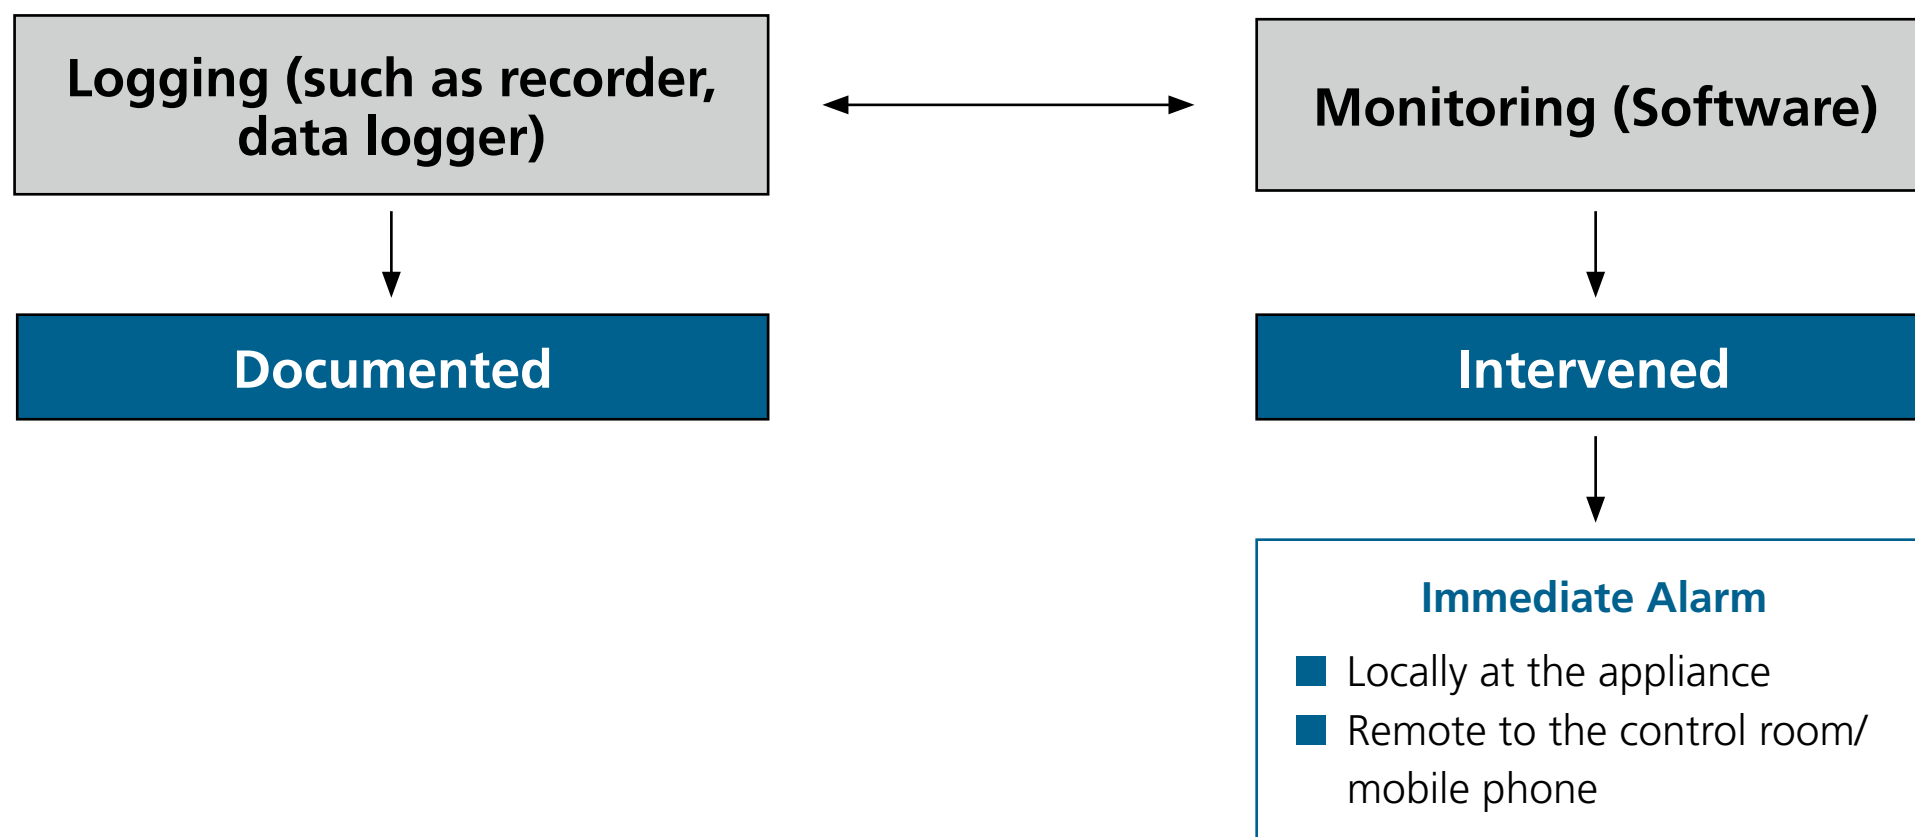 Logging (such as recorder,
data logger)
Monitoring (Software)
Documented
Intervened
Immediate Alarm
Locally at the appliance
Remote to the control room/
mobile phone